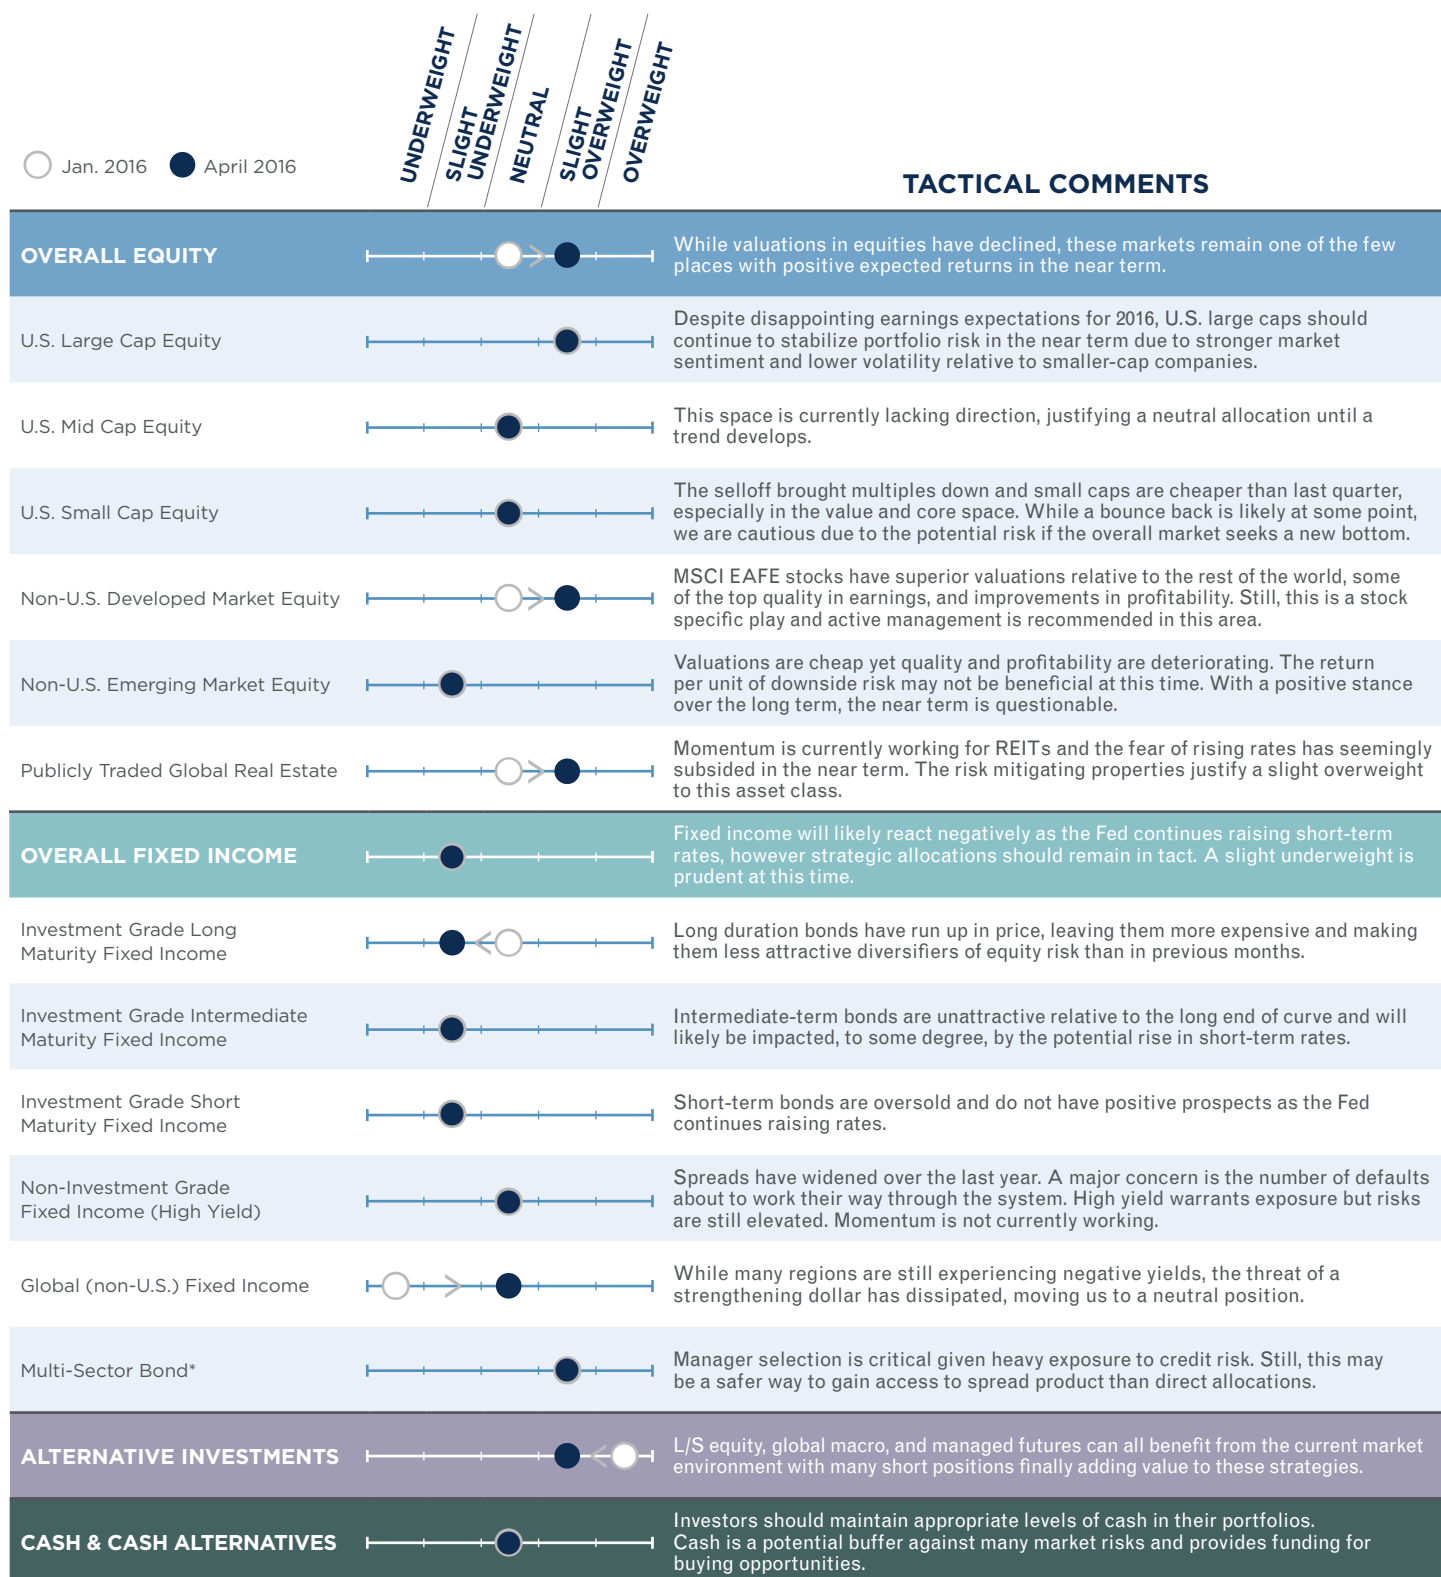 UNDERWEIGHT
SLIGHT
UNDERWEIGHT
NEUTRAL
SLIGHT
OVERWEIGHT
OVERWEIGHT
Jan. 2016
April 2016
TACTICAL COMMENTS
OVERALL EQUITY
While valuations in equities have declined, these markets remain one of the few
places with positive expected returns in the near term.
U.S. Large Cap Equity
Despite disappointing earnings expectations for 2016, U.S. large caps should
continue to stabilize portfolio risk in the near term due to stronger market
sentiment and lower volatility relative to smaller-cap companies.
U.S. Mid Cap Equity
This space is currently lacking direction, justifying a neutral allocation until a
trend develops.
U.S. Small Cap Equity
The selloff brought multiples down and small caps are cheaper than last quarter,
especially in the value and core space. While a bounce back is likely at some point,
we are cautious due to the potential risk if the overall market seeks a new bottom.
Non-U.S. Developed Market Equity
MSCI EAFE stocks have superior valuations relative to the rest of the world, some
of the top quality in earnings, and improvements in profitability. Still, this is a stock
specific play and active management is recommended in this area.
Non-U.S. Emerging Market Equity
Valuations are cheap yet quality and profitability are deteriorating. The return
per unit of downside risk may not be beneficial at this time. With a positive stance
over the long term, the near term is questionable.
Publicly Traded Global Real Estate
Momentum is currently working for REITs and the fear of rising rates has seemingly
subsided in the near term. The risk mitigating properties justify a slight overweight
to this asset class.
OVERALL FIXED INCOME
Fixed income will likely react negatively as the Fed continues raising short-term
rates, however strategic allocations should remain in tact. A slight underweight is
prudent at this time.
Investment Grade Long
Maturity Fixed Income
Long duration bonds have run up in price, leaving them more expensive and making
them less attractive diversifiers of equity risk than in previous months.
Investment Grade Intermediate
Maturity Fixed Income
Intermediate-term bonds are unattractive relative to the long end of curve and will
likely be impacted, to some degree, by the potential rise in short-term rates.
Investment Grade Short
Maturity Fixed Income
Short-term bonds are oversold and do not have positive prospects as the Fed
continues raising rates.
Non-Investment Grade
Fixed Income (High Yield)
Spreads have widened over the last year. A major concern is the number of defaults
about to work their way through the system. High yield warrants exposure but risks
are still elevated. Momentum is not currently working.
Global (non-U.S.) Fixed Income
While many regions are still experiencing negative yields, the threat of a
strengthening dollar has dissipated, moving us to a neutral position.
Multi-Sector Bond*
Manager selection is critical given heavy exposure to credit risk. Still, this may
be a safer way to gain access to spread product than direct allocations.
ALTERNATIVE INVESTMENTS
L/S equity, global macro, and managed futures can all benefit from the current market
environment with many short positions finally adding value to these strategies.
CASH & CASH ALTERNATIVES
Investors should maintain appropriate levels of cash in their portfolios.
Cash is a potential buffer against many market risks and provides funding for
buying opportunities.